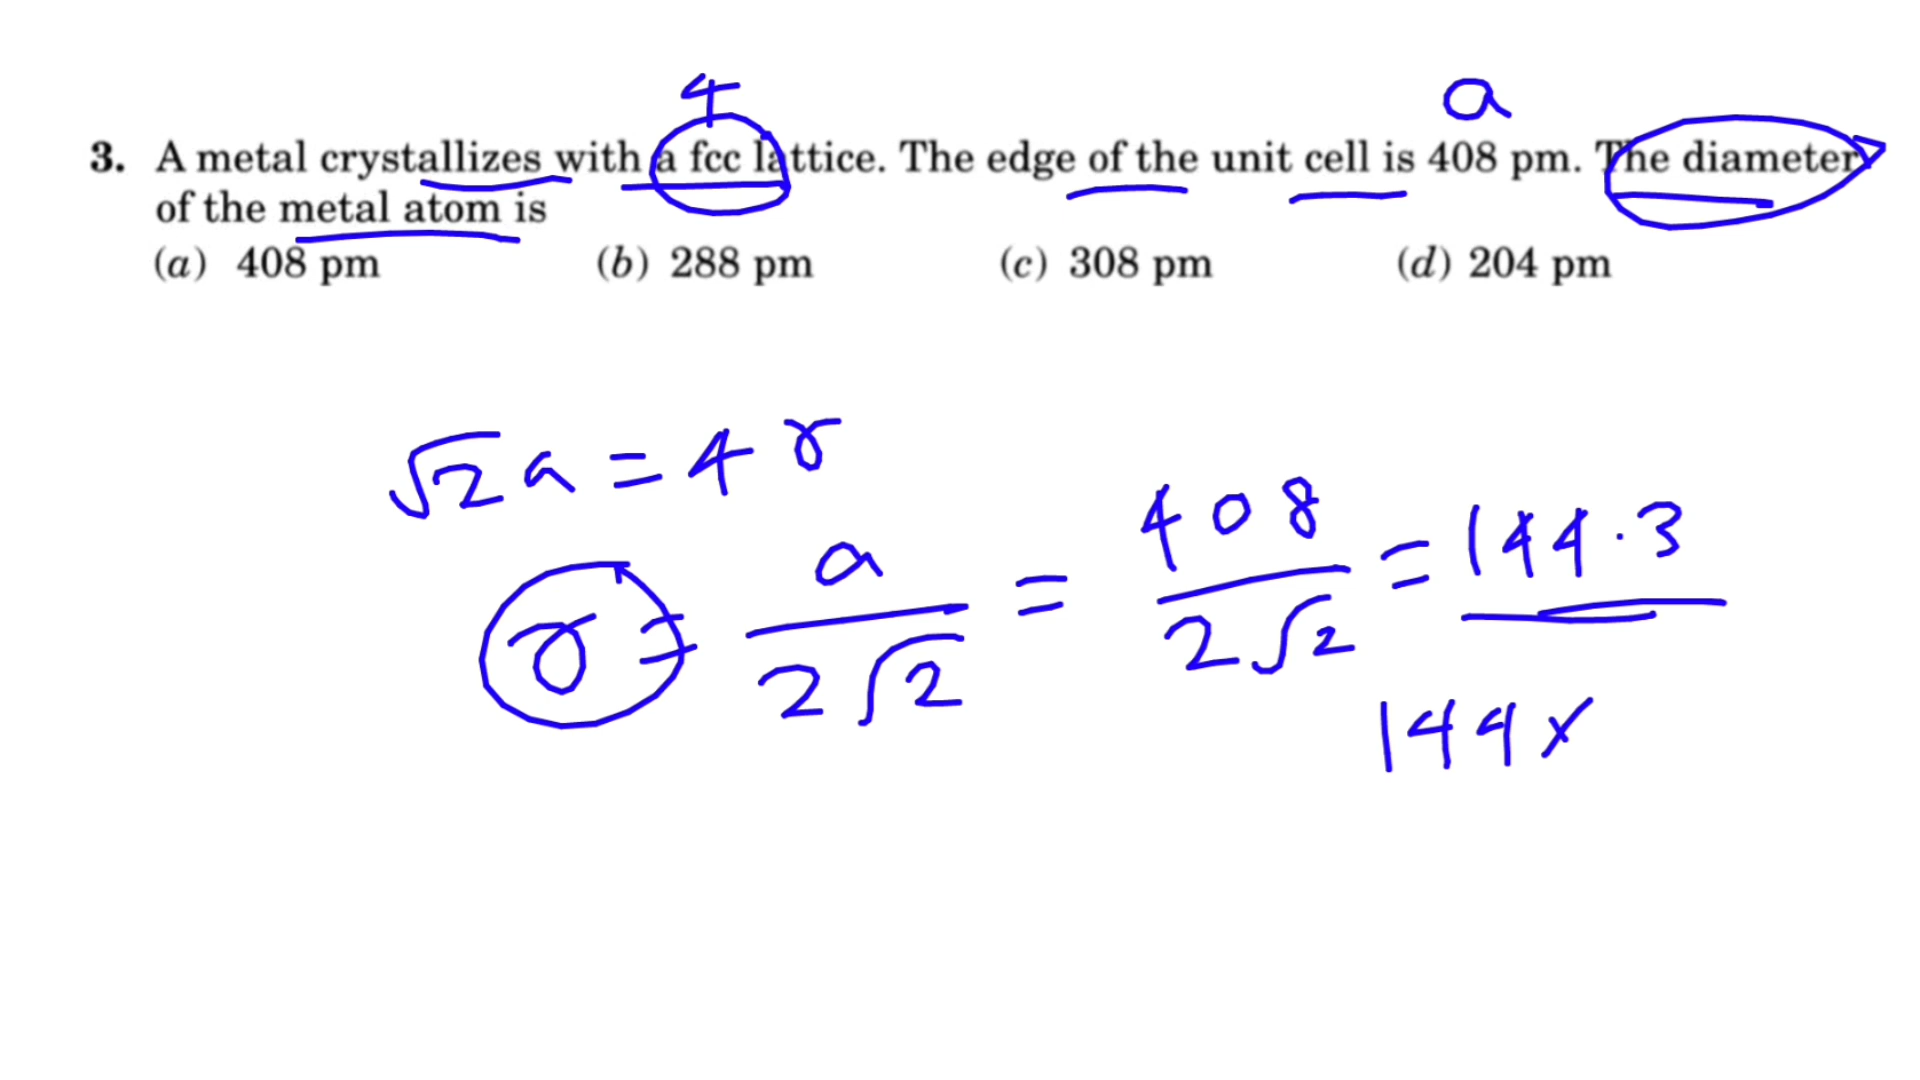 4 a
3. A metal crystallizes with a fcc lattice. The edge of the unit cell is 408 pm. The diameter
of the metal atom is
(a) 408 pm (b) 288 pm (c) 308 pm (d) 204 pm
√2 a = 4 r
r = a / 2√2 = 408 / 2√2 = 144.3
144 x